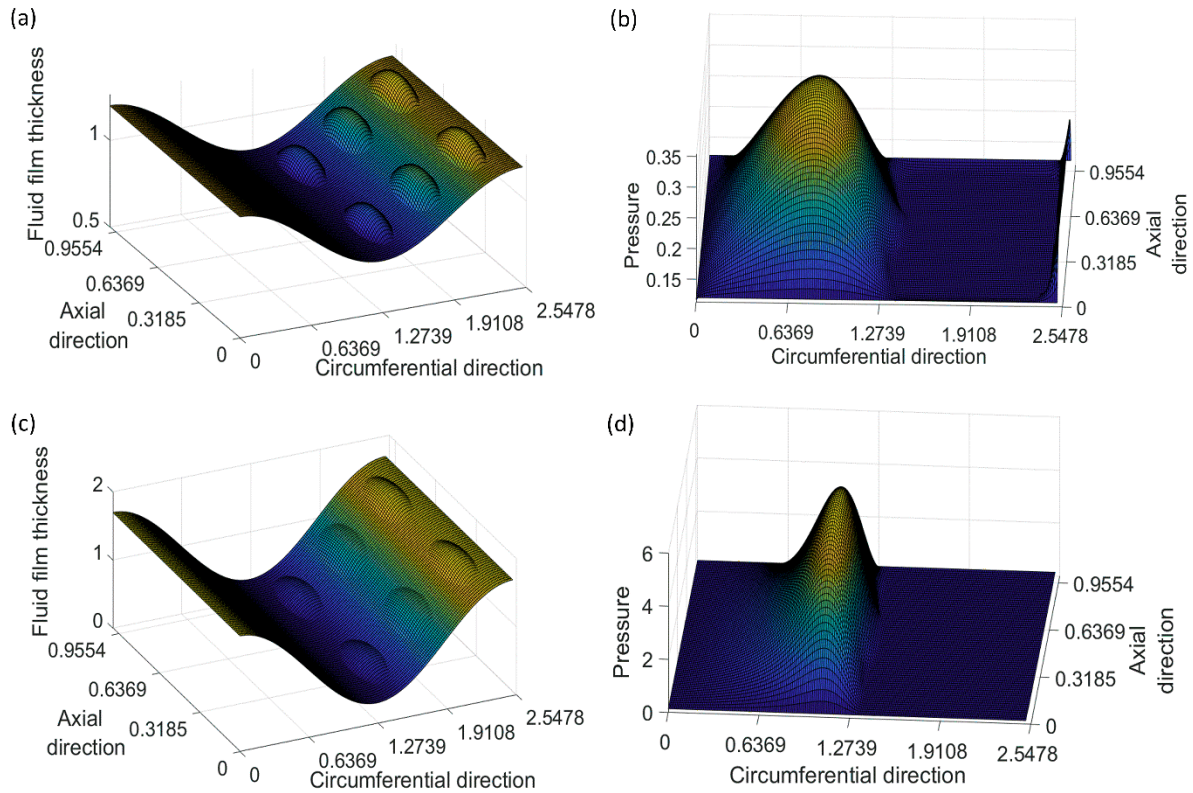 (a)
Fluid film thickness
1
0.5
0.9554
0.6369
0.3185
0
Axial
direction
0
0.6369
1.2739
1.9108
2.5478
Circumferential direction
(b)
Pressure
0.35
0.3
0.25
0.2
0.15
0
0.6369
1.2739
1.9108
2.5478
Circumferential direction
0.9554
0.6369
0.3185
0
Axial
direction
(c)
Fluid film thickness
2
1
0
0.9554
0.6369
0.3185
0
Axial
direction
0
0.6369
1.2739
1.9108
2.5478
Circumferential direction
(d)
Pressure
6
4
2
0
0
0.6369
1.2739
1.9108
2.5478
Circumferential direction
0.9554
0.6369
0.3185
0
Axial
direction